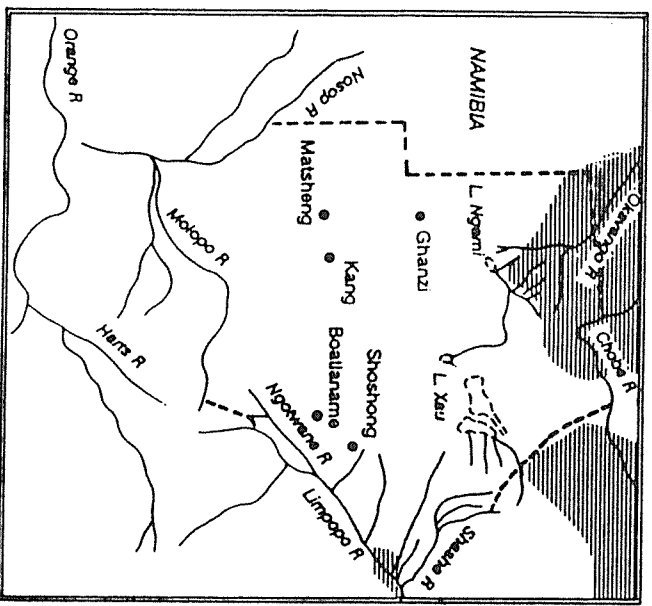 NAMIBIA
Okavango R
Chobe R
L. Ngami
Ghanzi
L. Xau
Nosop R
Matsheng
Kang
Boatlaname
Shoshong
Shashe R
Ngotwane R
Limpopo R
Molopo R
Harts R
Orange R